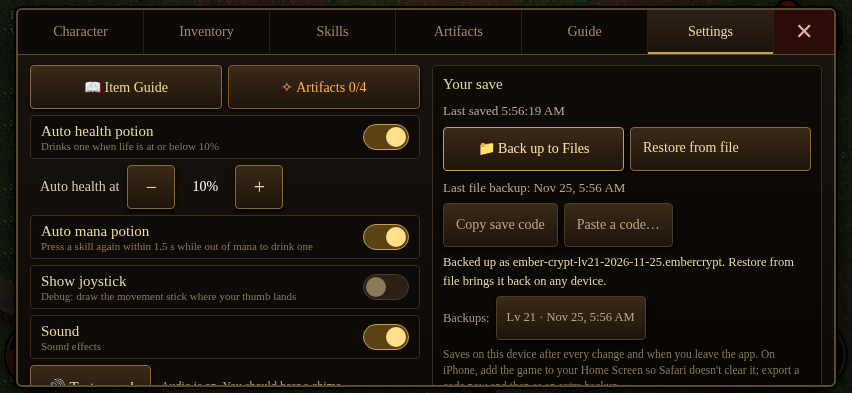 Character Inventory Skills Artifacts Guide Settings ✕
📖 Item Guide
✧ Artifacts 0/4
Auto health potion
Drinks one when life is at or below 10%
Auto health at − 10% +
Auto mana potion
Press a skill again within 1.5 s while out of mana to drink one
Show joystick
Debug: draw the movement stick where your thumb lands
Sound
Sound effects
Your save
Last saved 5:56:19 AM
📁 Back up to Files
Restore from file
Last file backup: Nov 25, 5:56 AM
Copy save code
Paste a code…
Backed up as ember-crypt-lv21-2026-11-25.embercrypt. Restore from
file brings it back on any device.
Backups: Lv 21 · Nov 25, 5:56 AM
Saves on this device after every change and when you leave the app. On
iPhone, add the game to your Home Screen so Safari doesn't clear it; export a